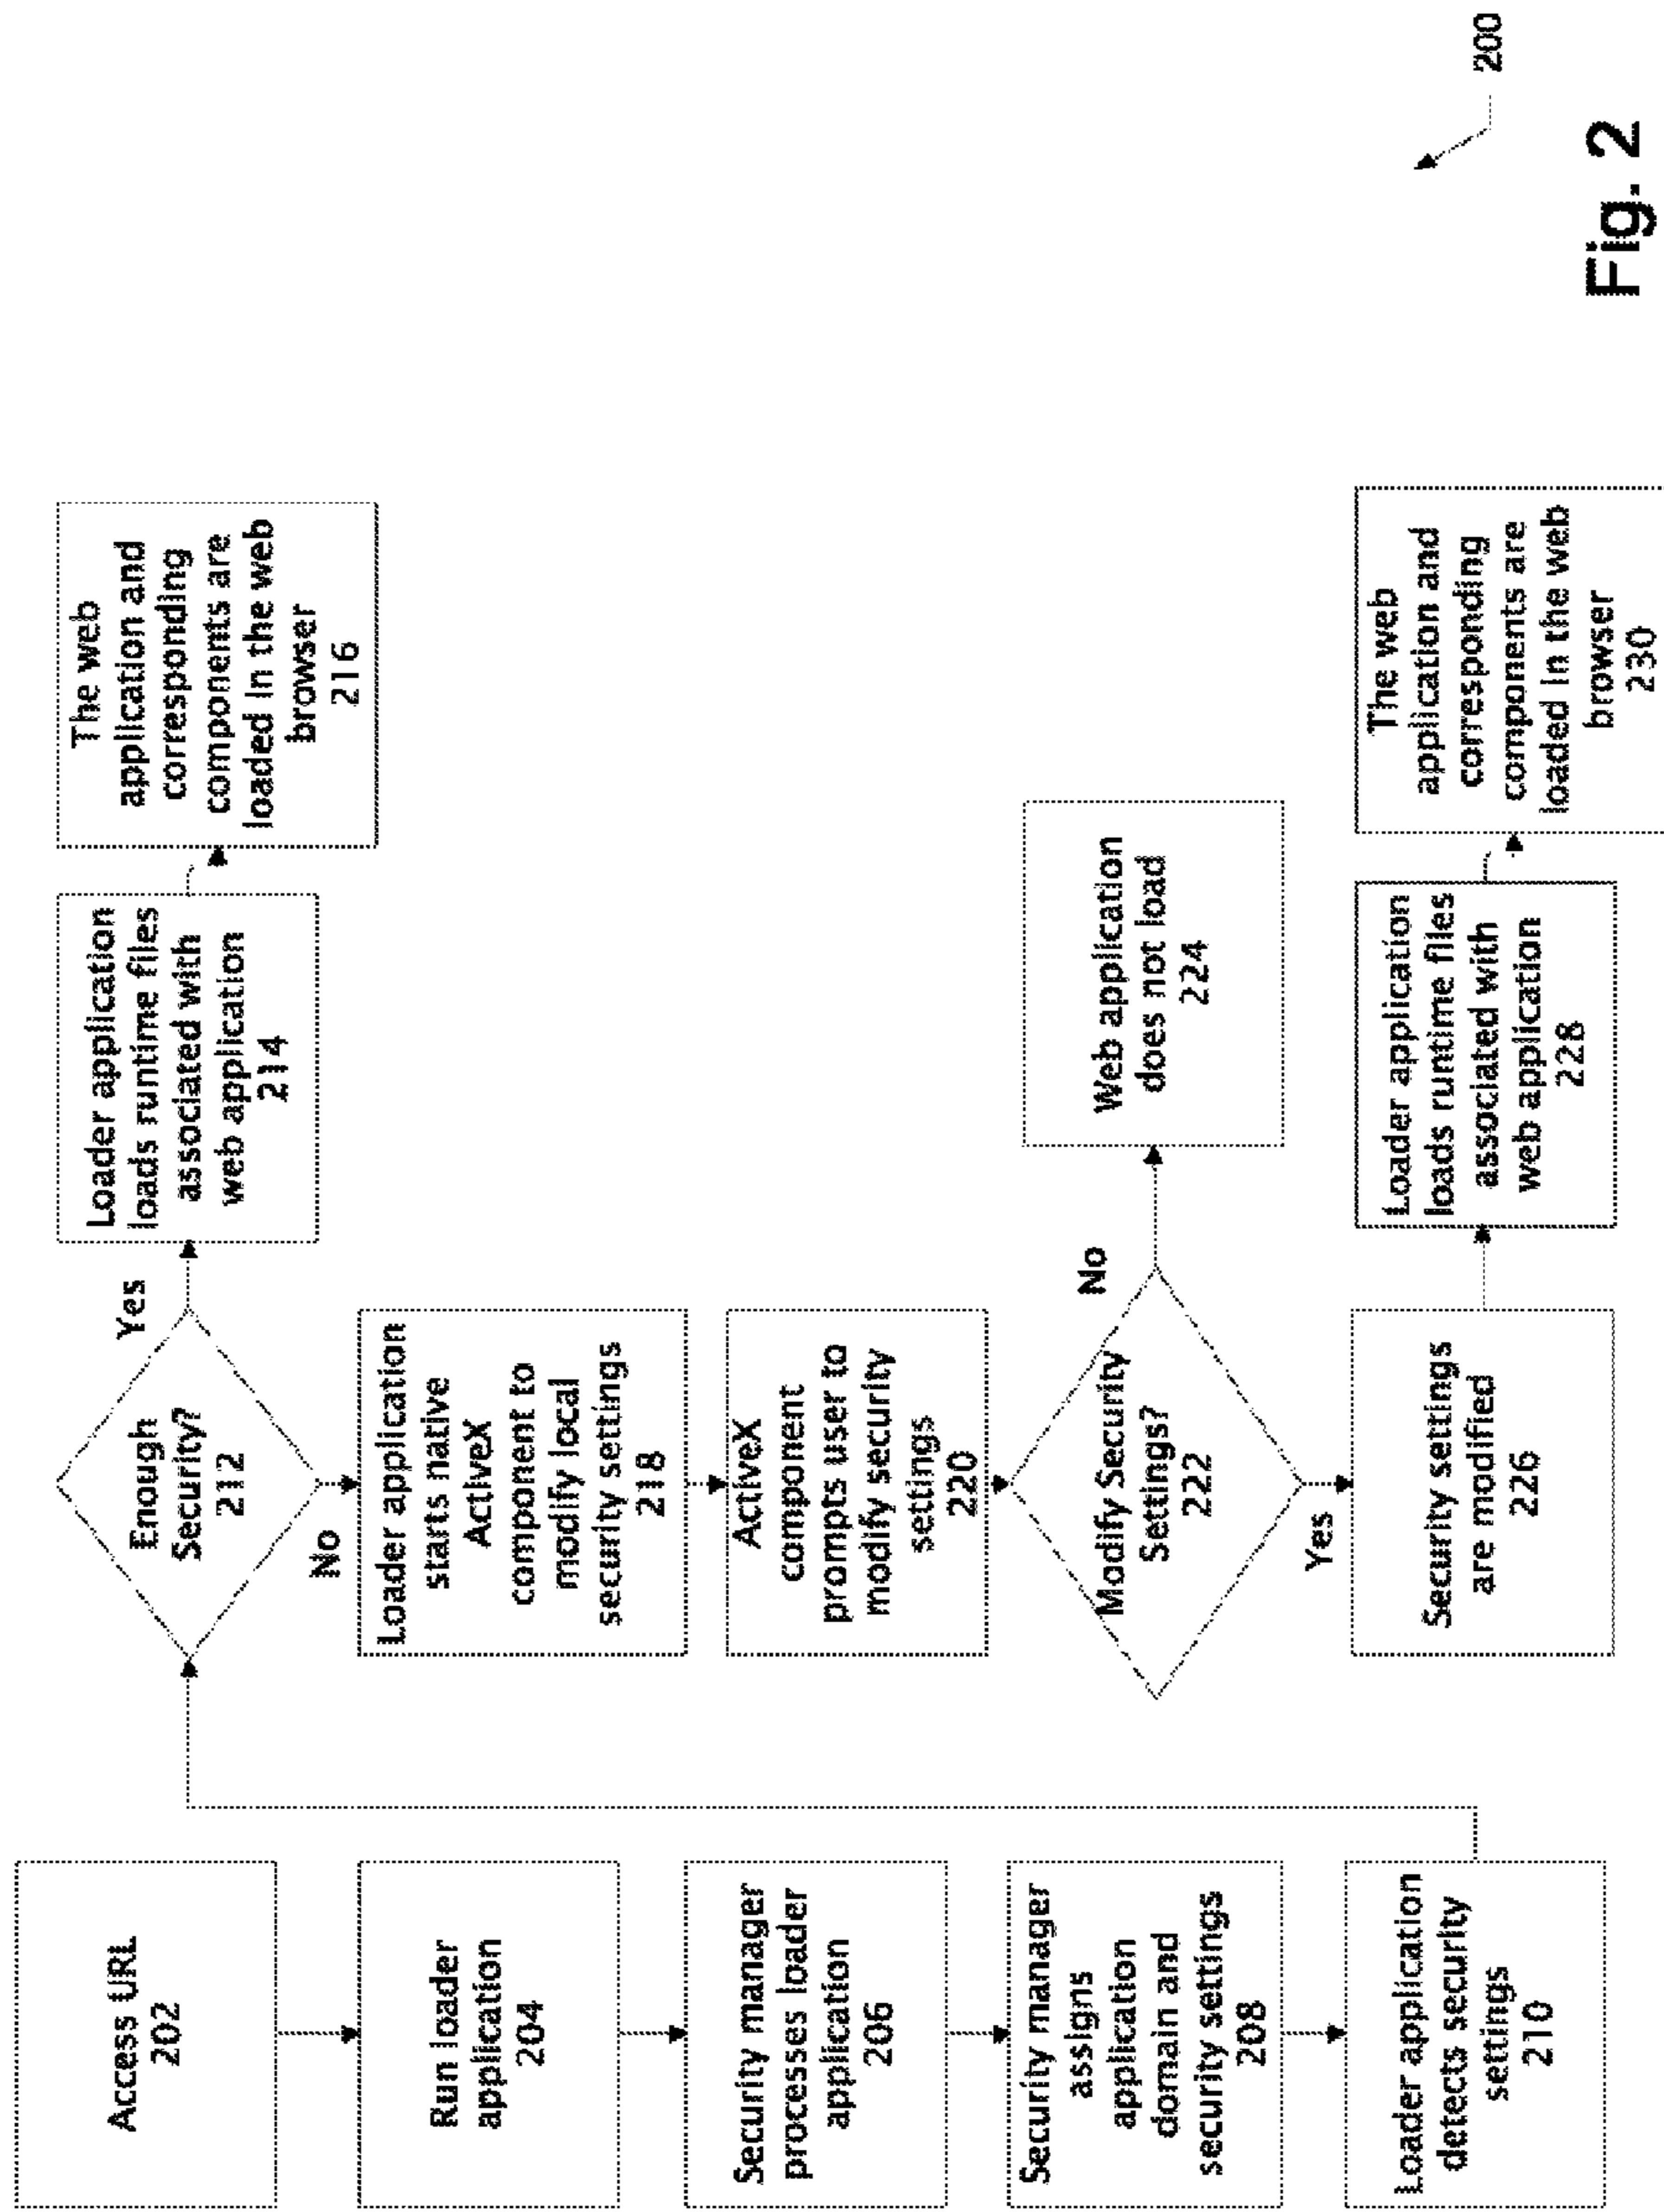 Access URL
202
Run loader
application
204
Security manager
processes loader
application
206
Security manager
assigns
application
domain and
security settings
208
Loader application
detects security
settings
210
Enough
Security?
212
Yes
No
Loader application
loads runtime files
associated with
web application
214
The web
application and
corresponding
components are
loaded in the web
browser
216
Loader application
starts native
ActiveX
component to
modify local
security settings
218
ActiveX
component
prompts user to
modify security
settings
220
Modify Security
Settings?
222
No
Yes
Web application
does not load
224
Security settings
are modified
226
Loader application
loads runtime files
associated with
web application
228
The web
application and
corresponding
components are
loaded in the web
browser
230
200
Fig. 2